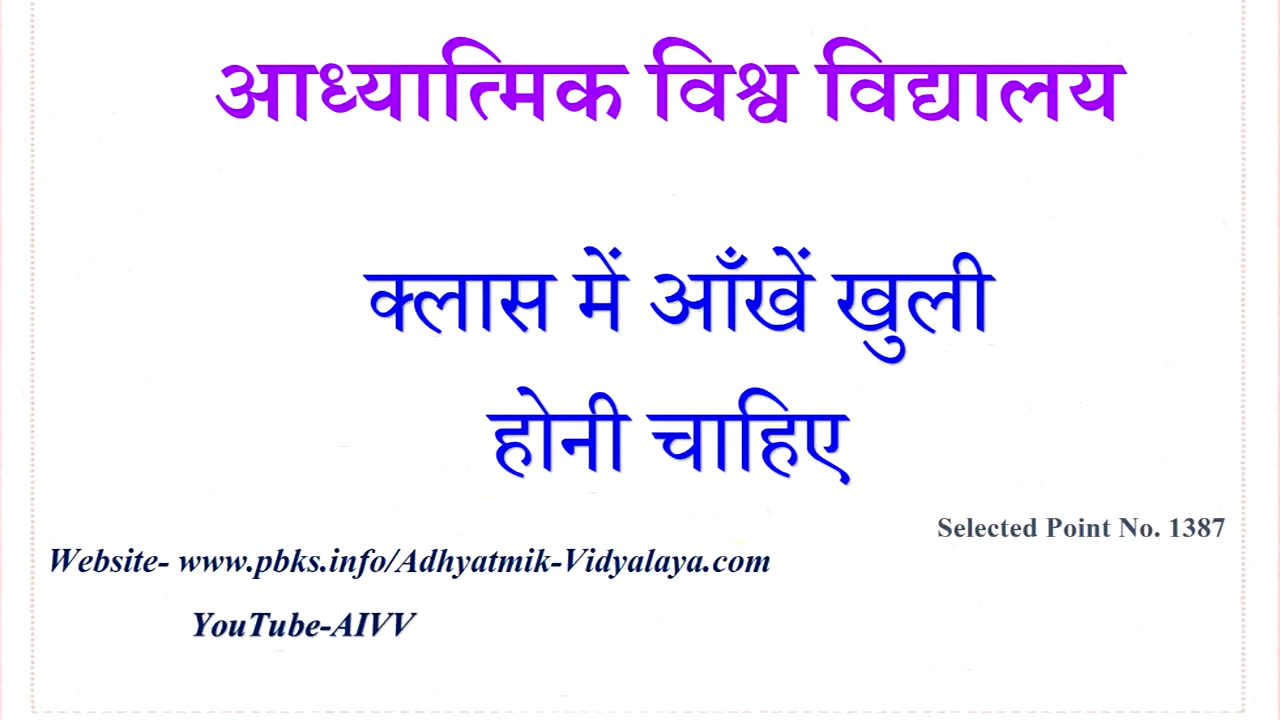 आध्यात्मिक विश्व विद्यालय
क्लास में आँखें खुली
होनी चाहिए
Selected Point No. 1387
Website- www.pbks.info/Adhyatmik-Vidyalaya.com
YouTube-AIVV